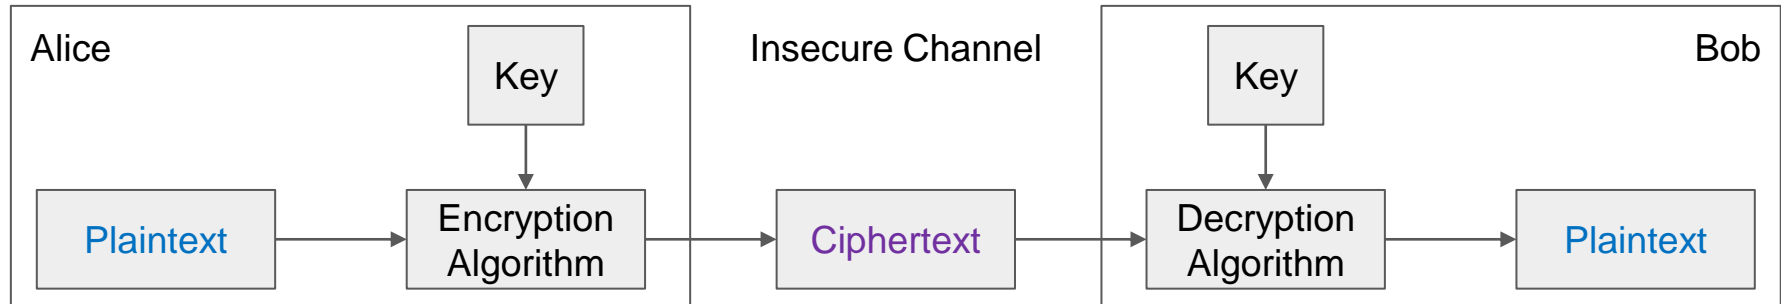 Alice
Key
Insecure Channel
Key
Bob
Plaintext
Encryption
Algorithm
Ciphertext
Decryption
Algorithm
Plaintext